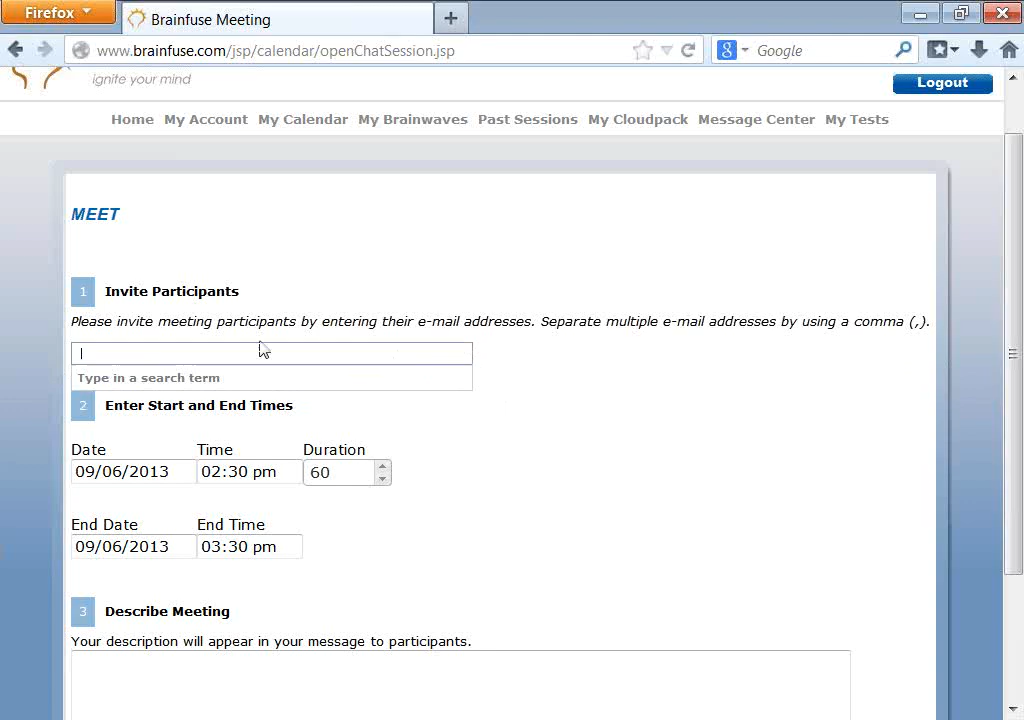 Firefox
Brainfuse Meeting
www.brainfuse.com/jsp/calendar/openChatSession.jsp
Google
ignite your mind
Logout
Home My Account My Calendar My Brainwaves Past Sessions My Cloudpack Message Center My Tests
MEET
1 Invite Participants
Please invite meeting participants by entering their e-mail addresses. Separate multiple e-mail addresses by using a comma (,).
Type in a search term
2 Enter Start and End Times
Date Time Duration
09/06/2013 02:30 pm 60
End Date End Time
09/06/2013 03:30 pm
3 Describe Meeting
Your description will appear in your message to participants.